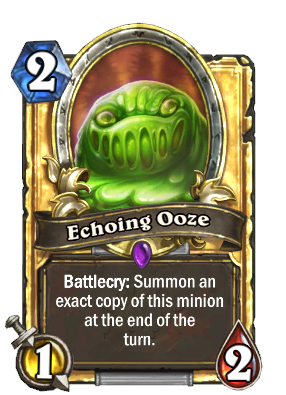 2
Echoing Ooze
Battlecry: Summon an
exact copy of this minion
at the end of the
turn.
1
2